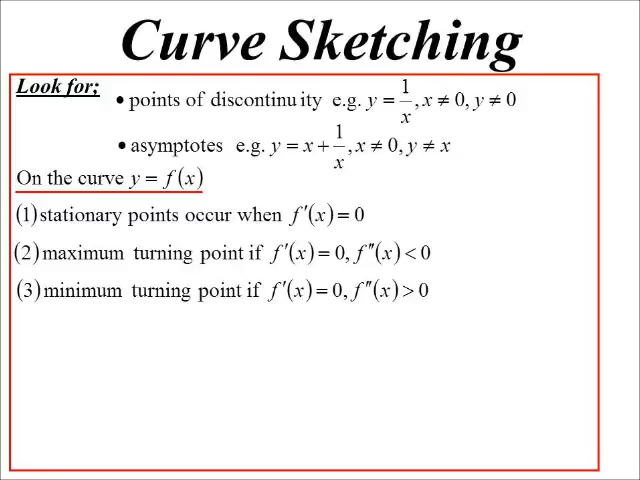 Curve Sketching
Look for;
• points of discontinuity e.g. y = 1/x, x ≠ 0, y ≠ 0
• asymptotes e.g. y = x + 1/x, x ≠ 0, y ≠ x
On the curve y = f(x)
(1) stationary points occur when f′(x) = 0
(2) maximum turning point if f′(x) = 0, f″(x) < 0
(3) minimum turning point if f′(x) = 0, f″(x) > 0